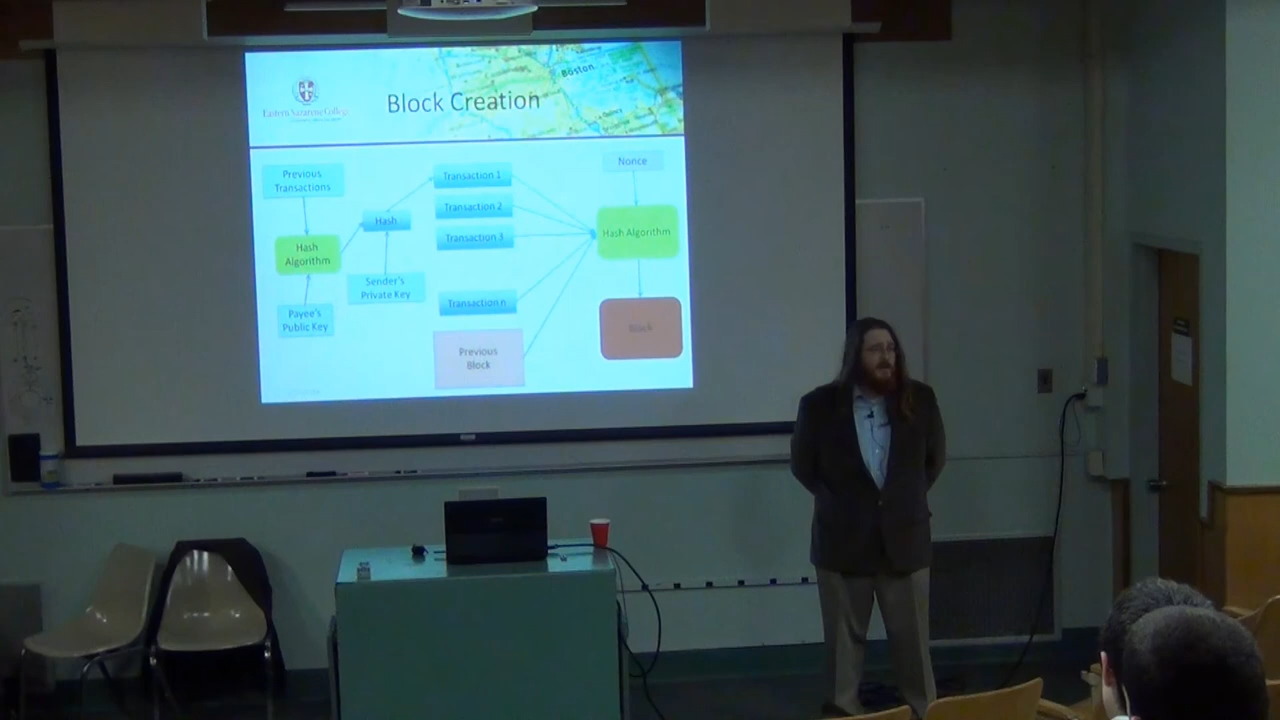 Boston
Eastern Nazarene College
Block Creation
Previous
Transactions
Hash
Algorithm
Payee's
Public Key
Hash
Sender's
Private Key
Transaction 1
Transaction 2
Transaction 3
Transaction n
Previous
Block
Nonce
Hash Algorithm
Block